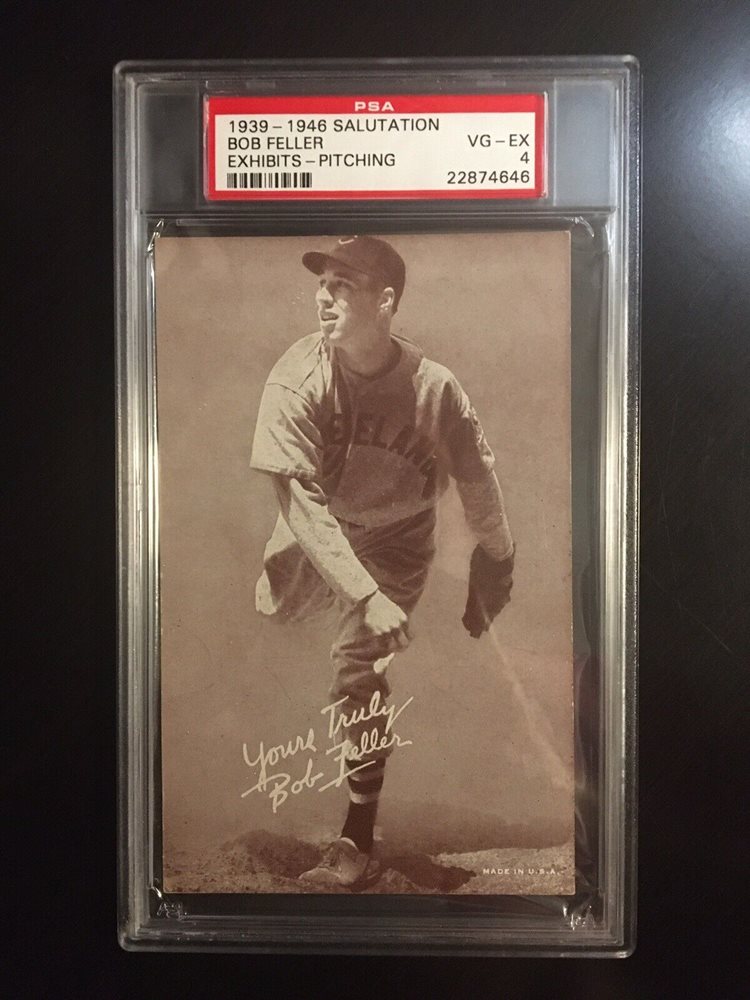 PSA
1939 – 1946 SALUTATION
BOB FELLER
VG – EX
EXHIBITS – PITCHING
4
22874646
Yours Truly
Bob Feller
MADE IN U.S.A.